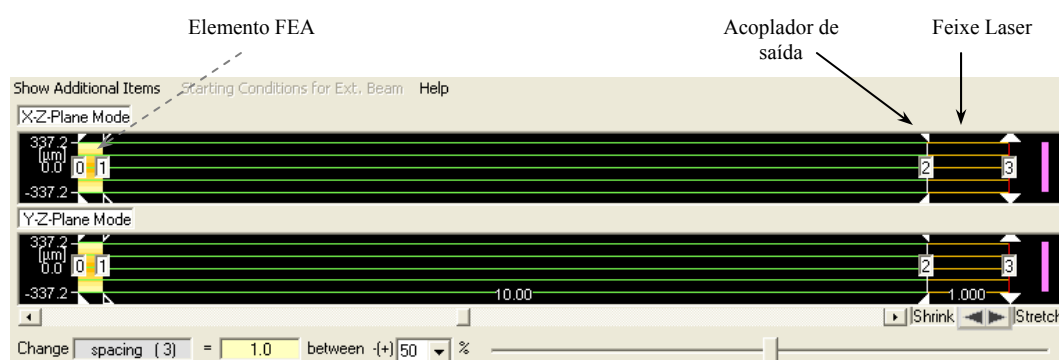 Elemento FEA
Acoplador de saída
Feixe Laser
Show Additional Items Starting Conditions for Ext. Beam Help
X-Z-Plane Mode
337.2
[µm]
0.0
-337.2
0 1 2 3
Y-Z-Plane Mode
337.2
[µm]
0.0
-337.2
0 1 2 3
10.00 1.000
Shrink Stretch
Change spacing (3) = 1.0 between -(+) 50 %